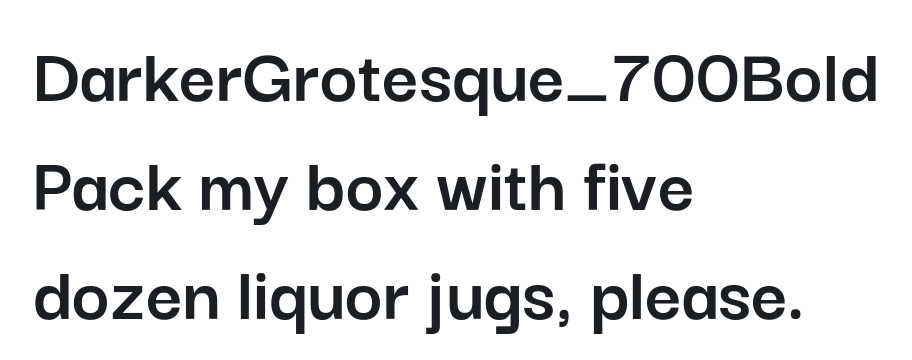 DarkerGrotesque_700Bold
Pack my box with five
dozen liquor jugs, please.